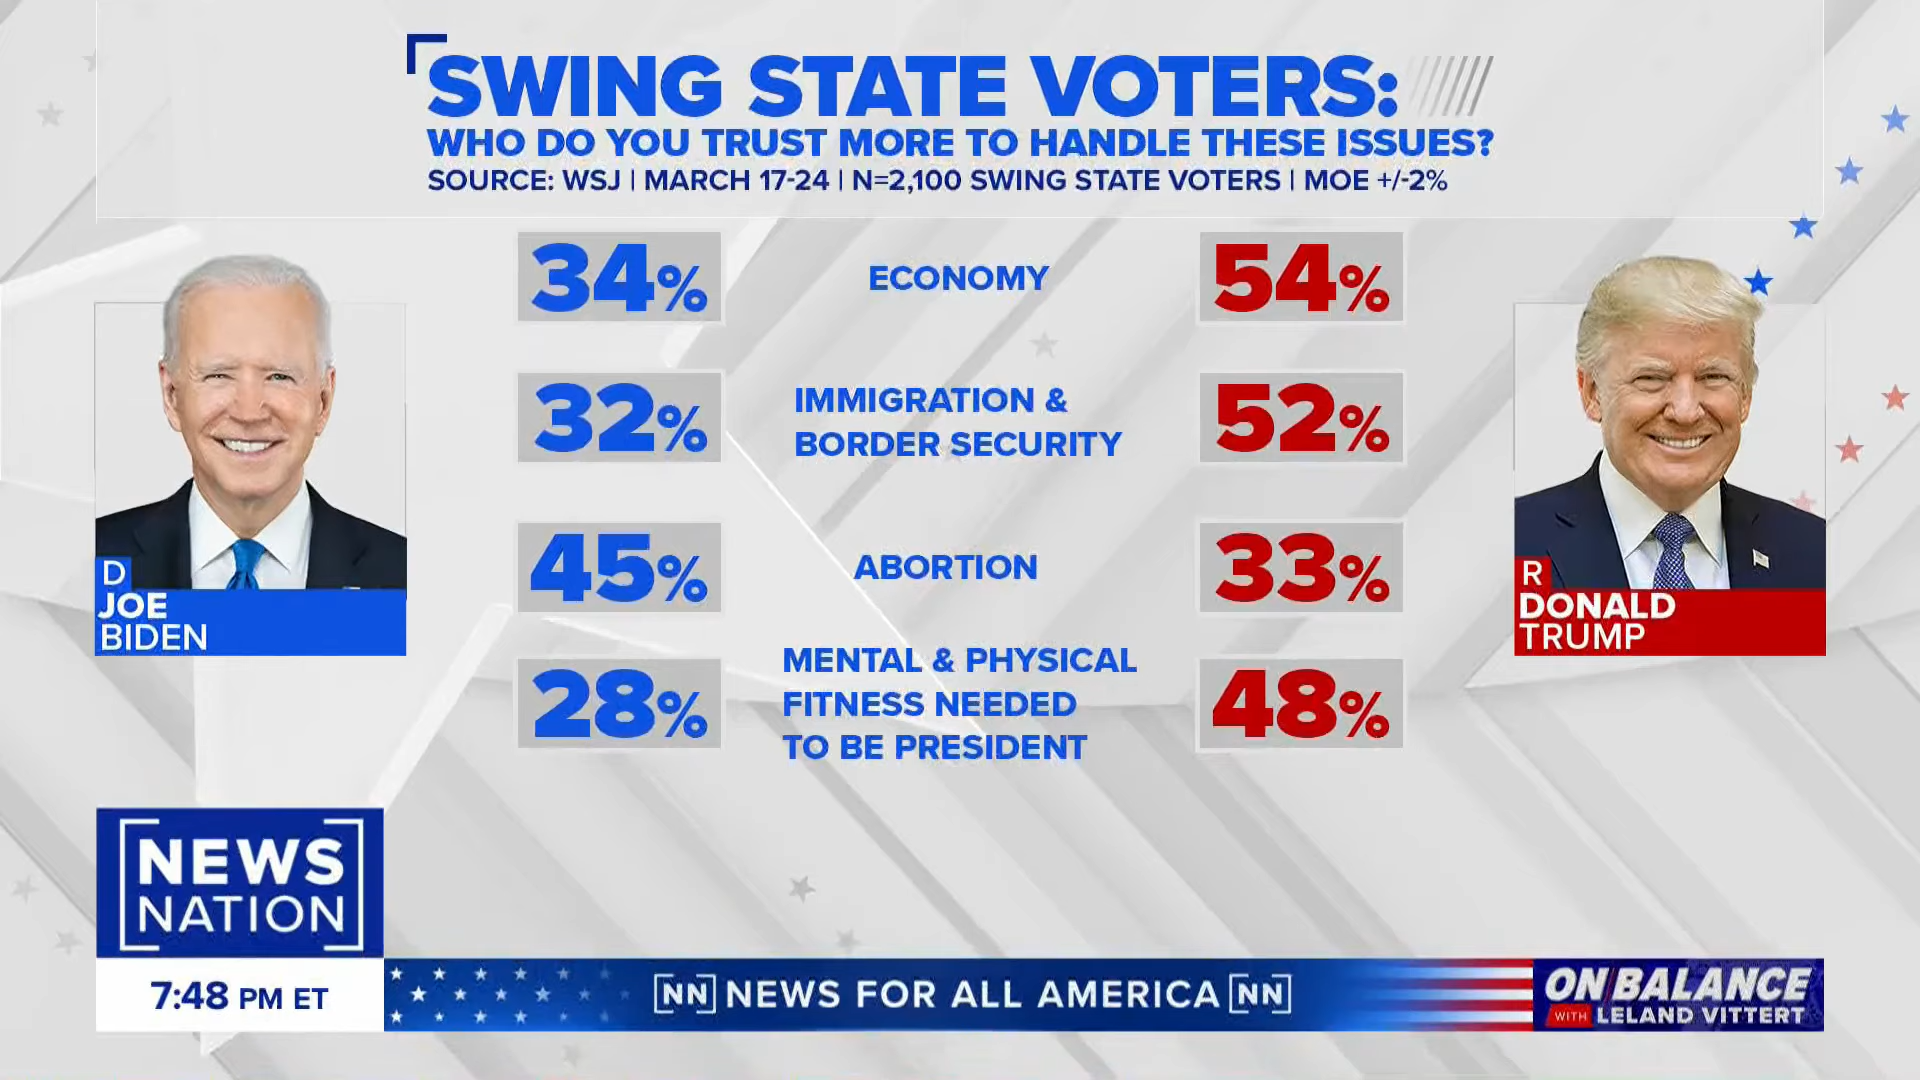 SWING STATE VOTERS:
WHO DO YOU TRUST MORE TO HANDLE THESE ISSUES?
SOURCE: WSJ | MARCH 17-24 | N=2,100 SWING STATE VOTERS | MOE +/-2%
34% ECONOMY 54%
32% IMMIGRATION & 52%
BORDER SECURITY
45% ABORTION 33%
28% MENTAL & PHYSICAL 48%
FITNESS NEEDED
TO BE PRESIDENT
D
JOE
BIDEN
R
DONALD
TRUMP
NEWS
NATION
7:48 PM ET
NN NEWS FOR ALL AMERICA NN
ON BALANCE
WITH LELAND VITTERT